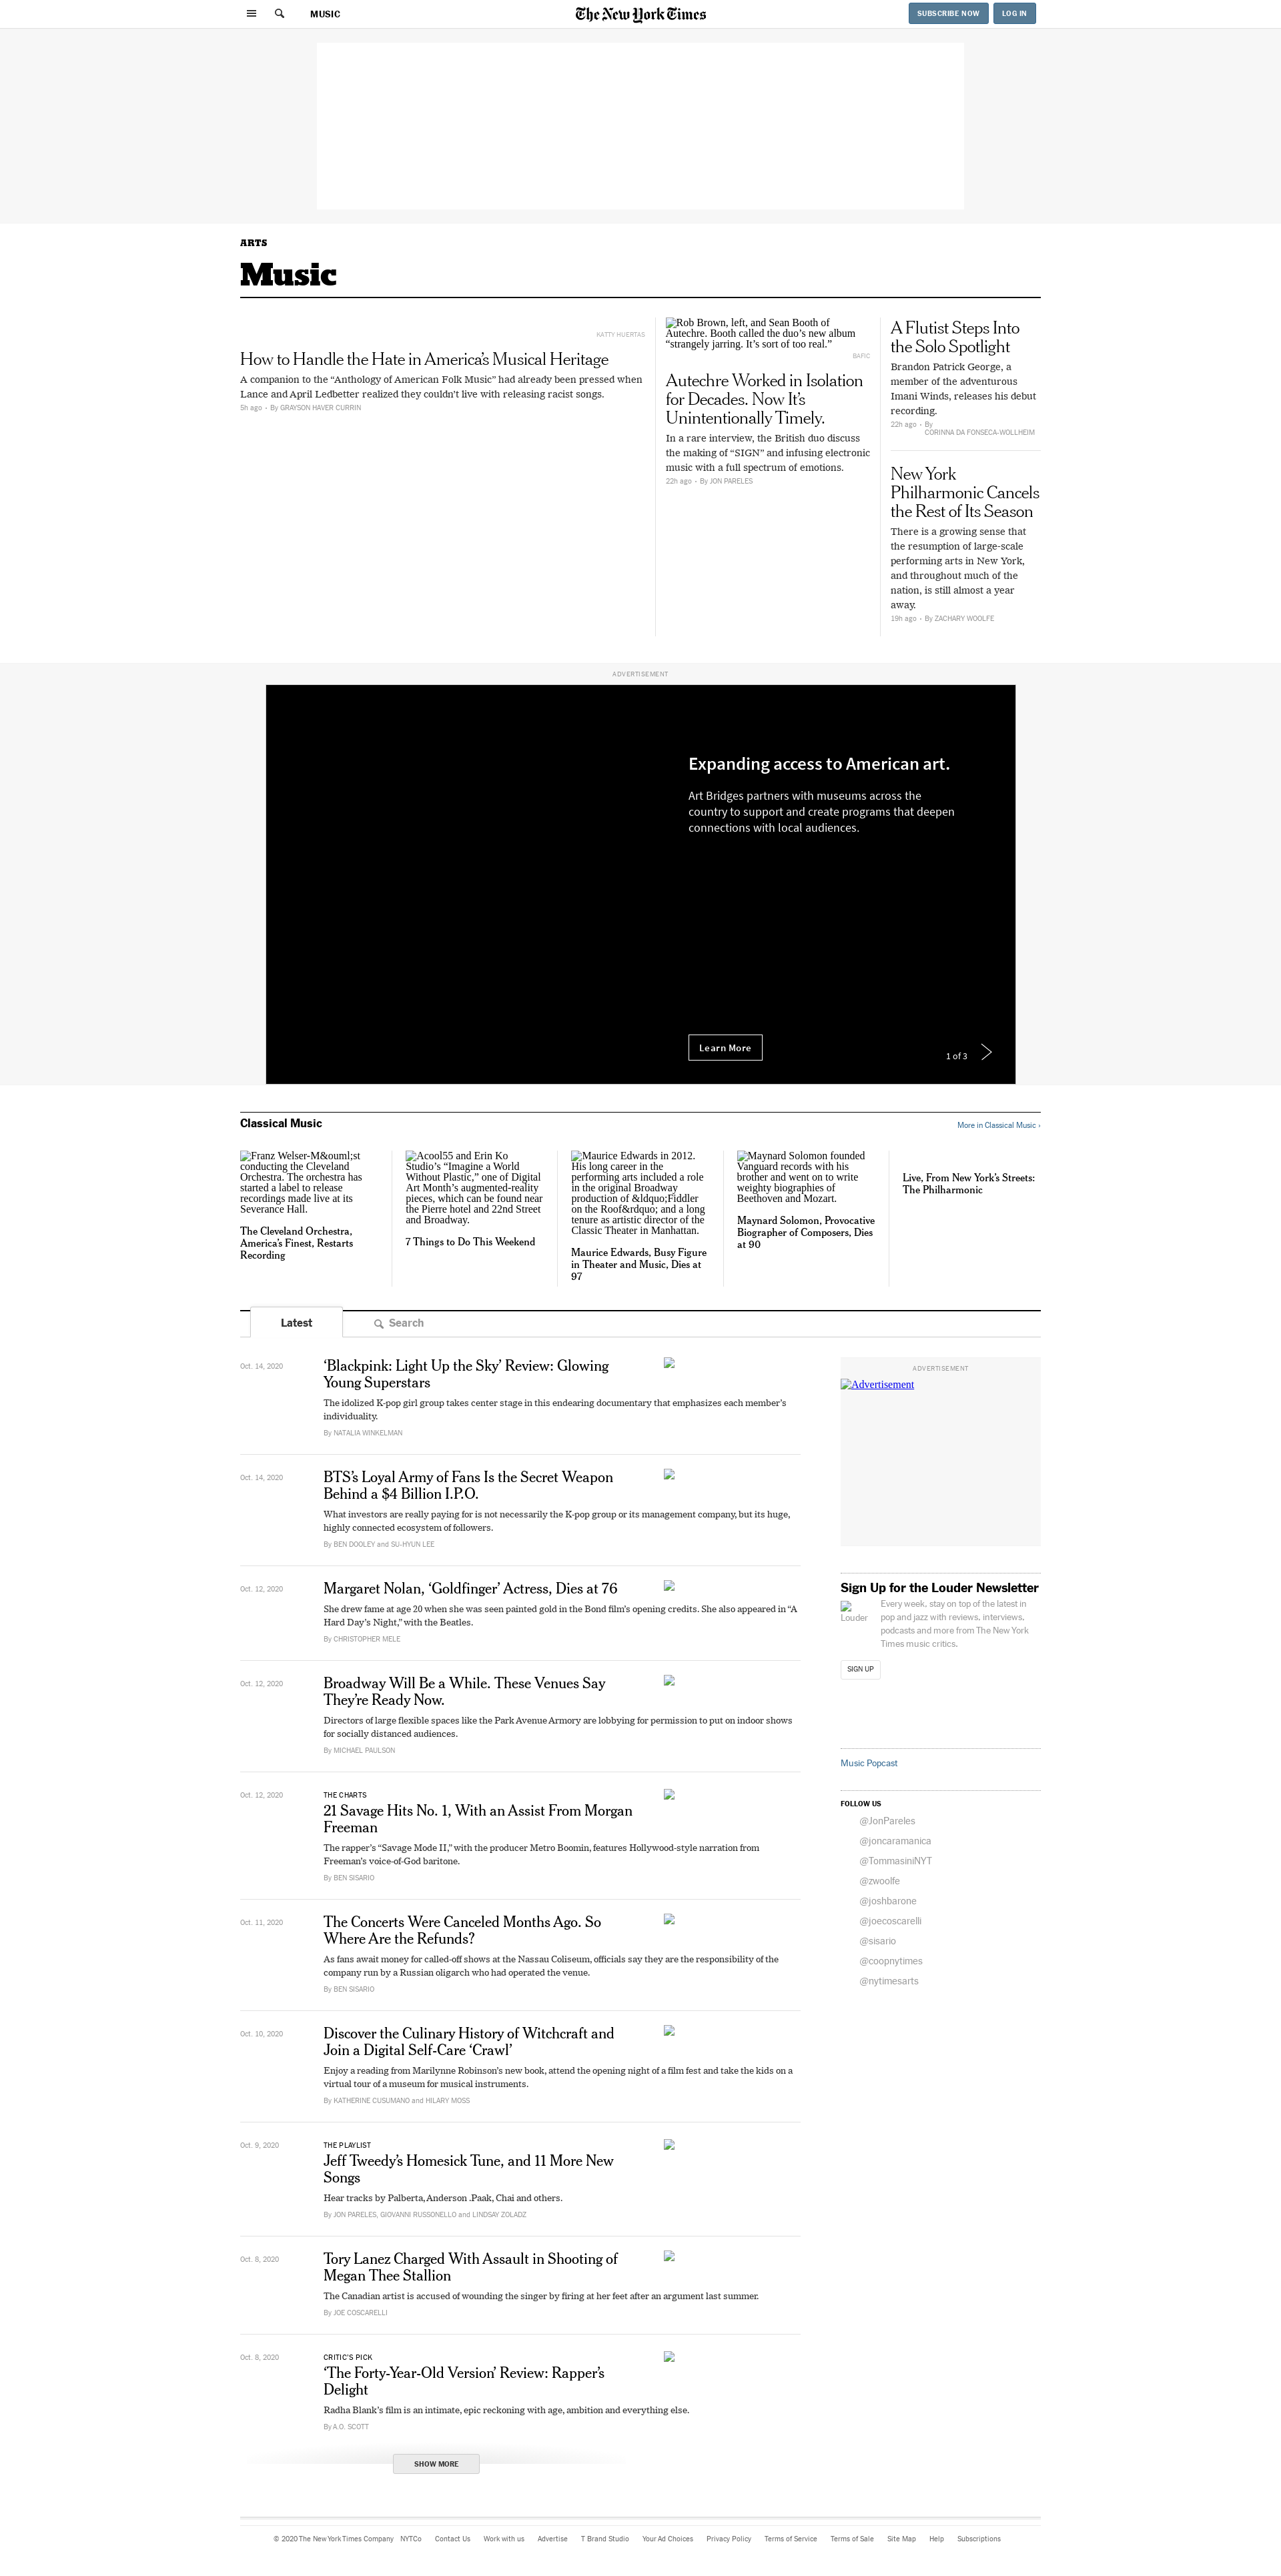 MUSIC
The New York Times
SUBSCRIBE NOW
LOG IN
ARTS
Music
KATTY HUERTAS
How to Handle the Hate in America’s Musical Heritage
A companion to the “Anthology of American Folk Music” had already been pressed when
Lance and April Ledbetter realized they couldn’t live with releasing racist songs.
5h ago • By GRAYSON HAVER CURRIN
Rob Brown, left, and Sean Booth of
Autechre. Booth called the duo’s new album
“strangely jarring. It’s sort of too real.”
BAFIC
Autechre Worked in Isolation
for Decades. Now It’s
Unintentionally Timely.
In a rare interview, the British duo discuss
the making of “SIGN” and infusing electronic
music with a full spectrum of emotions.
22h ago • By JON PARELES
A Flutist Steps Into
the Solo Spotlight
Brandon Patrick George, a
member of the adventurous
Imani Winds, releases his debut
recording.
22h ago • By
CORINNA DA FONSECA-WOLLHEIM
New York
Philharmonic Cancels
the Rest of Its Season
There is a growing sense that
the resumption of large-scale
performing arts in New York,
and throughout much of the
nation, is still almost a year
away.
19h ago • By ZACHARY WOOLFE
ADVERTISEMENT
Expanding access to American art.
Art Bridges partners with museums across the
country to support and create programs that deepen
connections with local audiences.
Learn More
1 of 3
Classical Music
More in Classical Music ›
Franz Welser-M&ouml;st
conducting the Cleveland
Orchestra. The orchestra has
started a label to release
recordings made live at its
Severance Hall.
The Cleveland Orchestra,
America’s Finest, Restarts
Recording
Acool55 and Erin Ko
Studio’s “Imagine a World
Without Plastic,” one of Digital
Art Month’s augmented-reality
pieces, which can be found near
the Pierre hotel and 22nd Street
and Broadway.
7 Things to Do This Weekend
Maurice Edwards in 2012.
His long career in the
performing arts included a role
in the original Broadway
production of &ldquo;Fiddler
on the Roof&rdquo; and a long
tenure as artistic director of the
Classic Theater in Manhattan.
Maurice Edwards, Busy Figure
in Theater and Music, Dies at
97
Maynard Solomon founded
Vanguard records with his
brother and went on to write
weighty biographies of
Beethoven and Mozart.
Maynard Solomon, Provocative
Biographer of Composers, Dies
at 90
Live, From New York’s Streets:
The Philharmonic
Latest
Search
Oct. 14, 2020
‘Blackpink: Light Up the Sky’ Review: Glowing
Young Superstars
The idolized K-pop girl group takes center stage in this endearing documentary that emphasizes each member’s
individuality.
By NATALIA WINKELMAN
Oct. 14, 2020
BTS’s Loyal Army of Fans Is the Secret Weapon
Behind a $4 Billion I.P.O.
What investors are really paying for is not necessarily the K-pop group or its management company, but its huge,
highly connected ecosystem of followers.
By BEN DOOLEY and SU-HYUN LEE
Oct. 12, 2020
Margaret Nolan, ‘Goldfinger’ Actress, Dies at 76
She drew fame at age 20 when she was seen painted gold in the Bond film’s opening credits. She also appeared in “A
Hard Day’s Night,” with the Beatles.
By CHRISTOPHER MELE
Oct. 12, 2020
Broadway Will Be a While. These Venues Say
They’re Ready Now.
Directors of large flexible spaces like the Park Avenue Armory are lobbying for permission to put on indoor shows
for socially distanced audiences.
By MICHAEL PAULSON
Oct. 12, 2020
THE CHARTS
21 Savage Hits No. 1, With an Assist From Morgan
Freeman
The rapper’s “Savage Mode II,” with the producer Metro Boomin, features Hollywood-style narration from
Freeman’s voice-of-God baritone.
By BEN SISARIO
Oct. 11, 2020
The Concerts Were Canceled Months Ago. So
Where Are the Refunds?
As fans await money for called-off shows at the Nassau Coliseum, officials say they are the responsibility of the
company run by a Russian oligarch who had operated the venue.
By BEN SISARIO
Oct. 10, 2020
Discover the Culinary History of Witchcraft and
Join a Digital Self-Care ‘Crawl’
Enjoy a reading from Marilynne Robinson’s new book, attend the opening night of a film fest and take the kids on a
virtual tour of a museum for musical instruments.
By KATHERINE CUSUMANO and HILARY MOSS
Oct. 9, 2020
THE PLAYLIST
Jeff Tweedy’s Homesick Tune, and 11 More New
Songs
Hear tracks by Palberta, Anderson .Paak, Chai and others.
By JON PARELES, GIOVANNI RUSSONELLO and LINDSAY ZOLADZ
Oct. 8, 2020
Tory Lanez Charged With Assault in Shooting of
Megan Thee Stallion
The Canadian artist is accused of wounding the singer by firing at her feet after an argument last summer.
By JOE COSCARELLI
Oct. 8, 2020
CRITIC’S PICK
‘The Forty-Year-Old Version’ Review: Rapper’s
Delight
Radha Blank’s film is an intimate, epic reckoning with age, ambition and everything else.
By A.O. SCOTT
SHOW MORE
ADVERTISEMENT
Advertisement
Sign Up for the Louder Newsletter
Louder
Every week, stay on top of the latest in
pop and jazz with reviews, interviews,
podcasts and more from The New York
Times music critics.
SIGN UP
Music Popcast
FOLLOW US
@JonPareles
@joncaramanica
@TommasiniNYT
@zwoolfe
@joshbarone
@joecoscarelli
@sisario
@coopnytimes
@nytimesarts
© 2020 The New York Times Company NYTCo Contact Us Work with us Advertise T Brand Studio Your Ad Choices Privacy Policy Terms of Service Terms of Sale Site Map Help Subscriptions